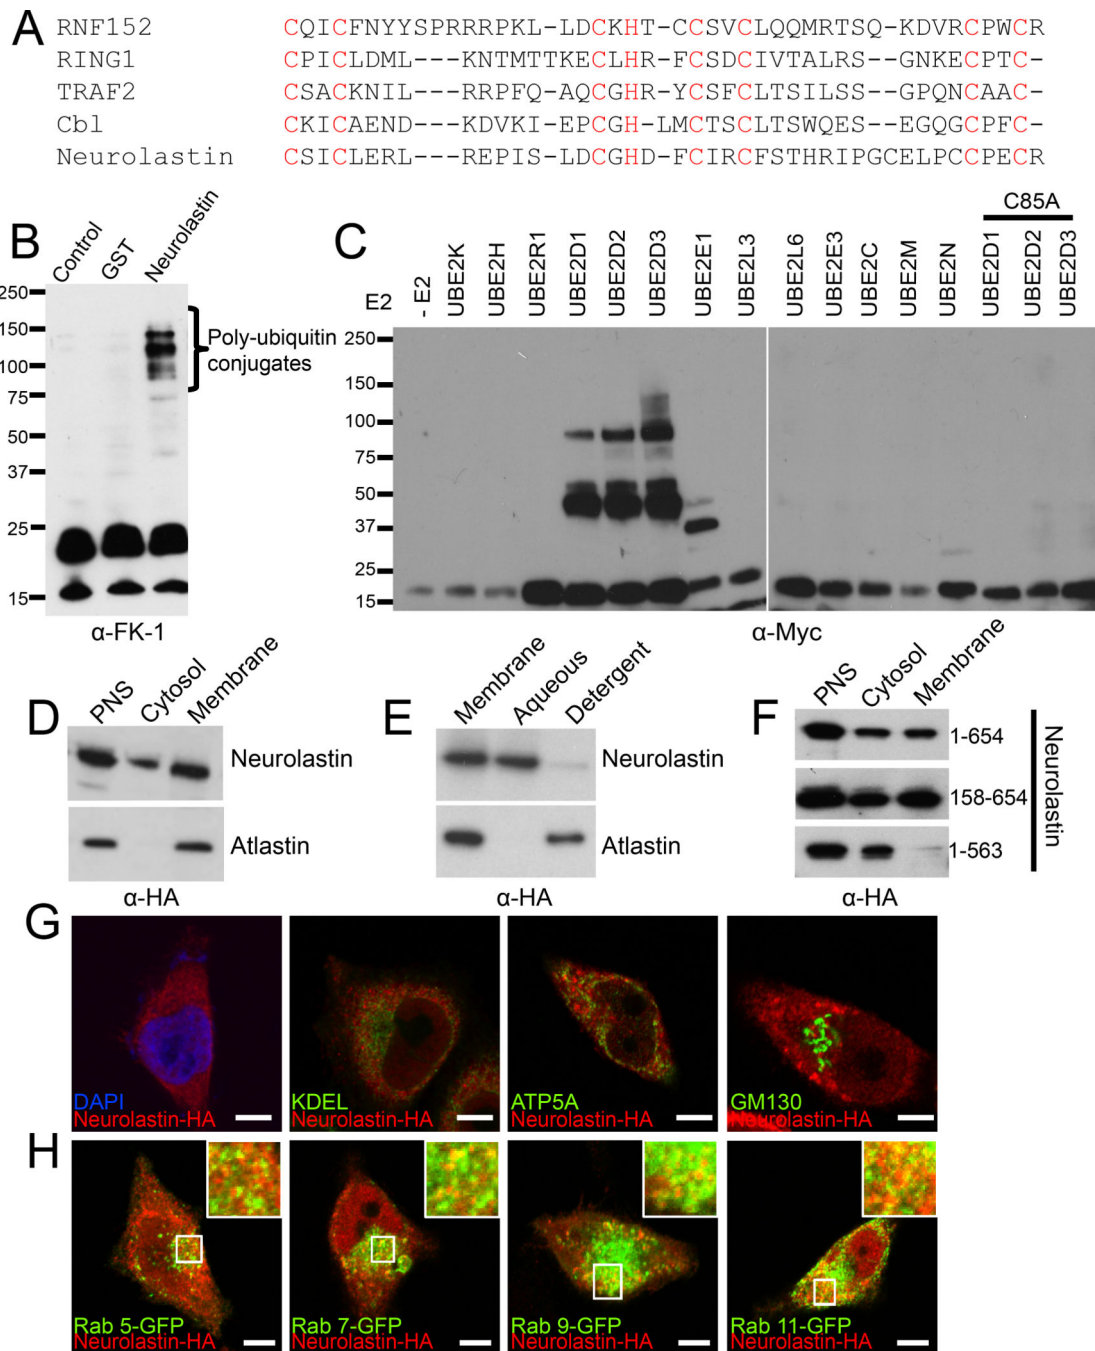 A
RNF152 CQICFNYYSPRRRPKL-LDCKHT-CCSVCLQQMRTSQ-KDVRCPWCR
RING1 CPICLDML---KNTMTTKECLHR-FCSDCIVTALRS---GNKECPTC-
TRAF2 CSACKNIL---RRPFQ-AQCGHR-YCSFCLTSILSS--GPQNCAAC-
Cbl CKICAEND---KDVKI-EPCGH-LMCTSCLTSWQES--EGQGCPFC-
Neurolastin CSICLERL---REPIS-LDCGHD-FCIRCFSTHRIPGCELPCCPECR
B
Control
GST
Neurolastin
250
150
100
75
50
37
25
15
Poly-ubiquitin
conjugates
α-FK-1
C
C85A
E2
- E2
UBE2K
UBE2H
UBE2R1
UBE2D1
UBE2D2
UBE2D3
UBE2E1
UBE2L3
UBE2L6
UBE2E3
UBE2C
UBE2M
UBE2N
UBE2D1
UBE2D2
UBE2D3
250
150
100
75
50
37
25
15
α-Myc
D
PNS
Cytosol
Membrane
Neurolastin
Atlastin
α-HA
E
Membrane
Aqueous
Detergent
Neurolastin
Atlastin
α-HA
F
PNS
Cytosol
Membrane
1-654
158-654
1-563
Neurolastin
α-HA
G
DAPI
Neurolastin-HA
KDEL
Neurolastin-HA
ATP5A
Neurolastin-HA
GM130
Neurolastin-HA
H
Rab 5-GFP
Neurolastin-HA
Rab 7-GFP
Neurolastin-HA
Rab 9-GFP
Neurolastin-HA
Rab 11-GFP
Neurolastin-HA